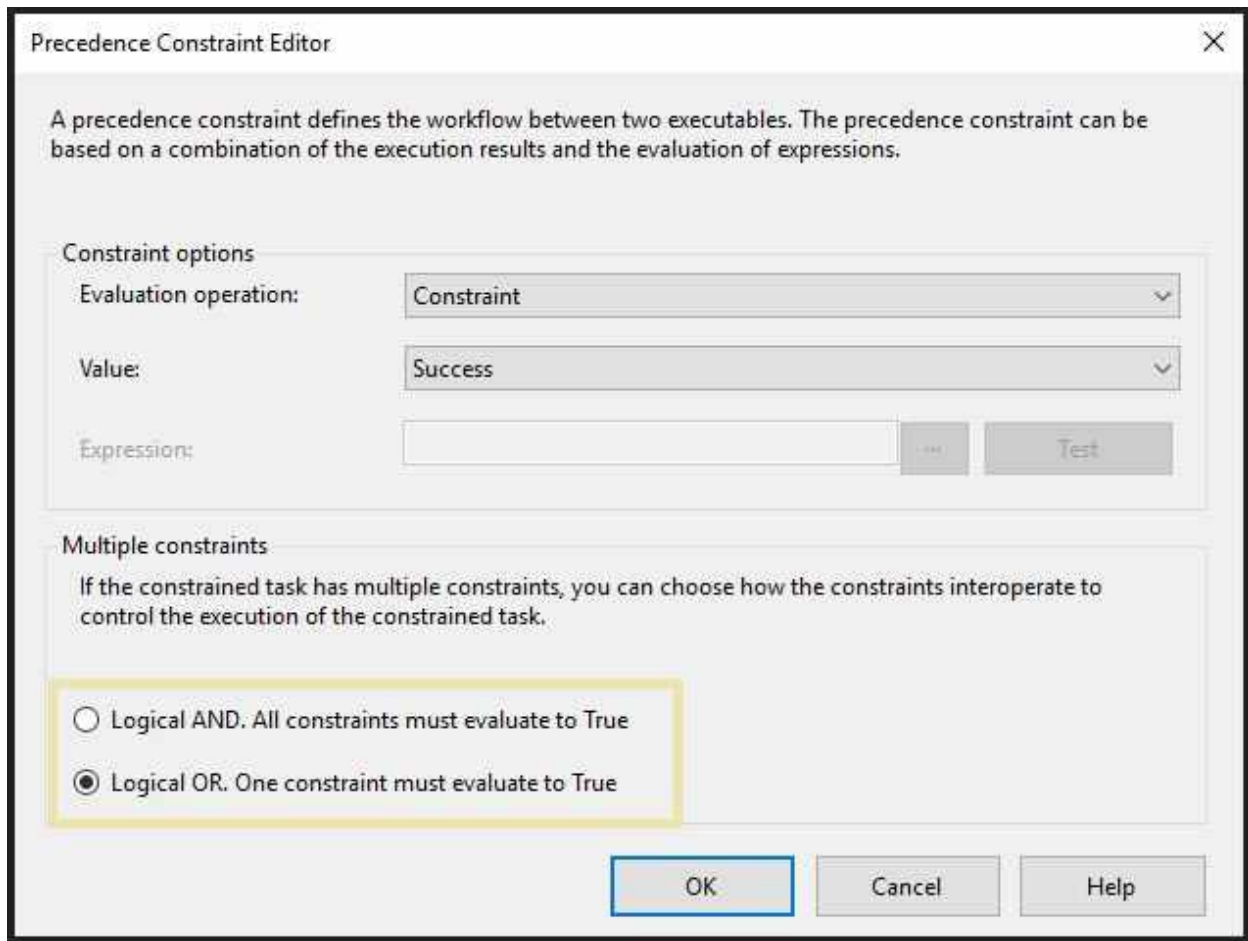 Precedence Constraint Editor
A precedence constraint defines the workflow between two executables. The precedence constraint can be
based on a combination of the execution results and the evaluation of expressions.
Constraint options
Evaluation operation: Constraint
Value: Success
Expression: ... Test
Multiple constraints
If the constrained task has multiple constraints, you can choose how the constraints interoperate to
control the execution of the constrained task.
Logical AND. All constraints must evaluate to True
Logical OR. One constraint must evaluate to True
OK Cancel Help